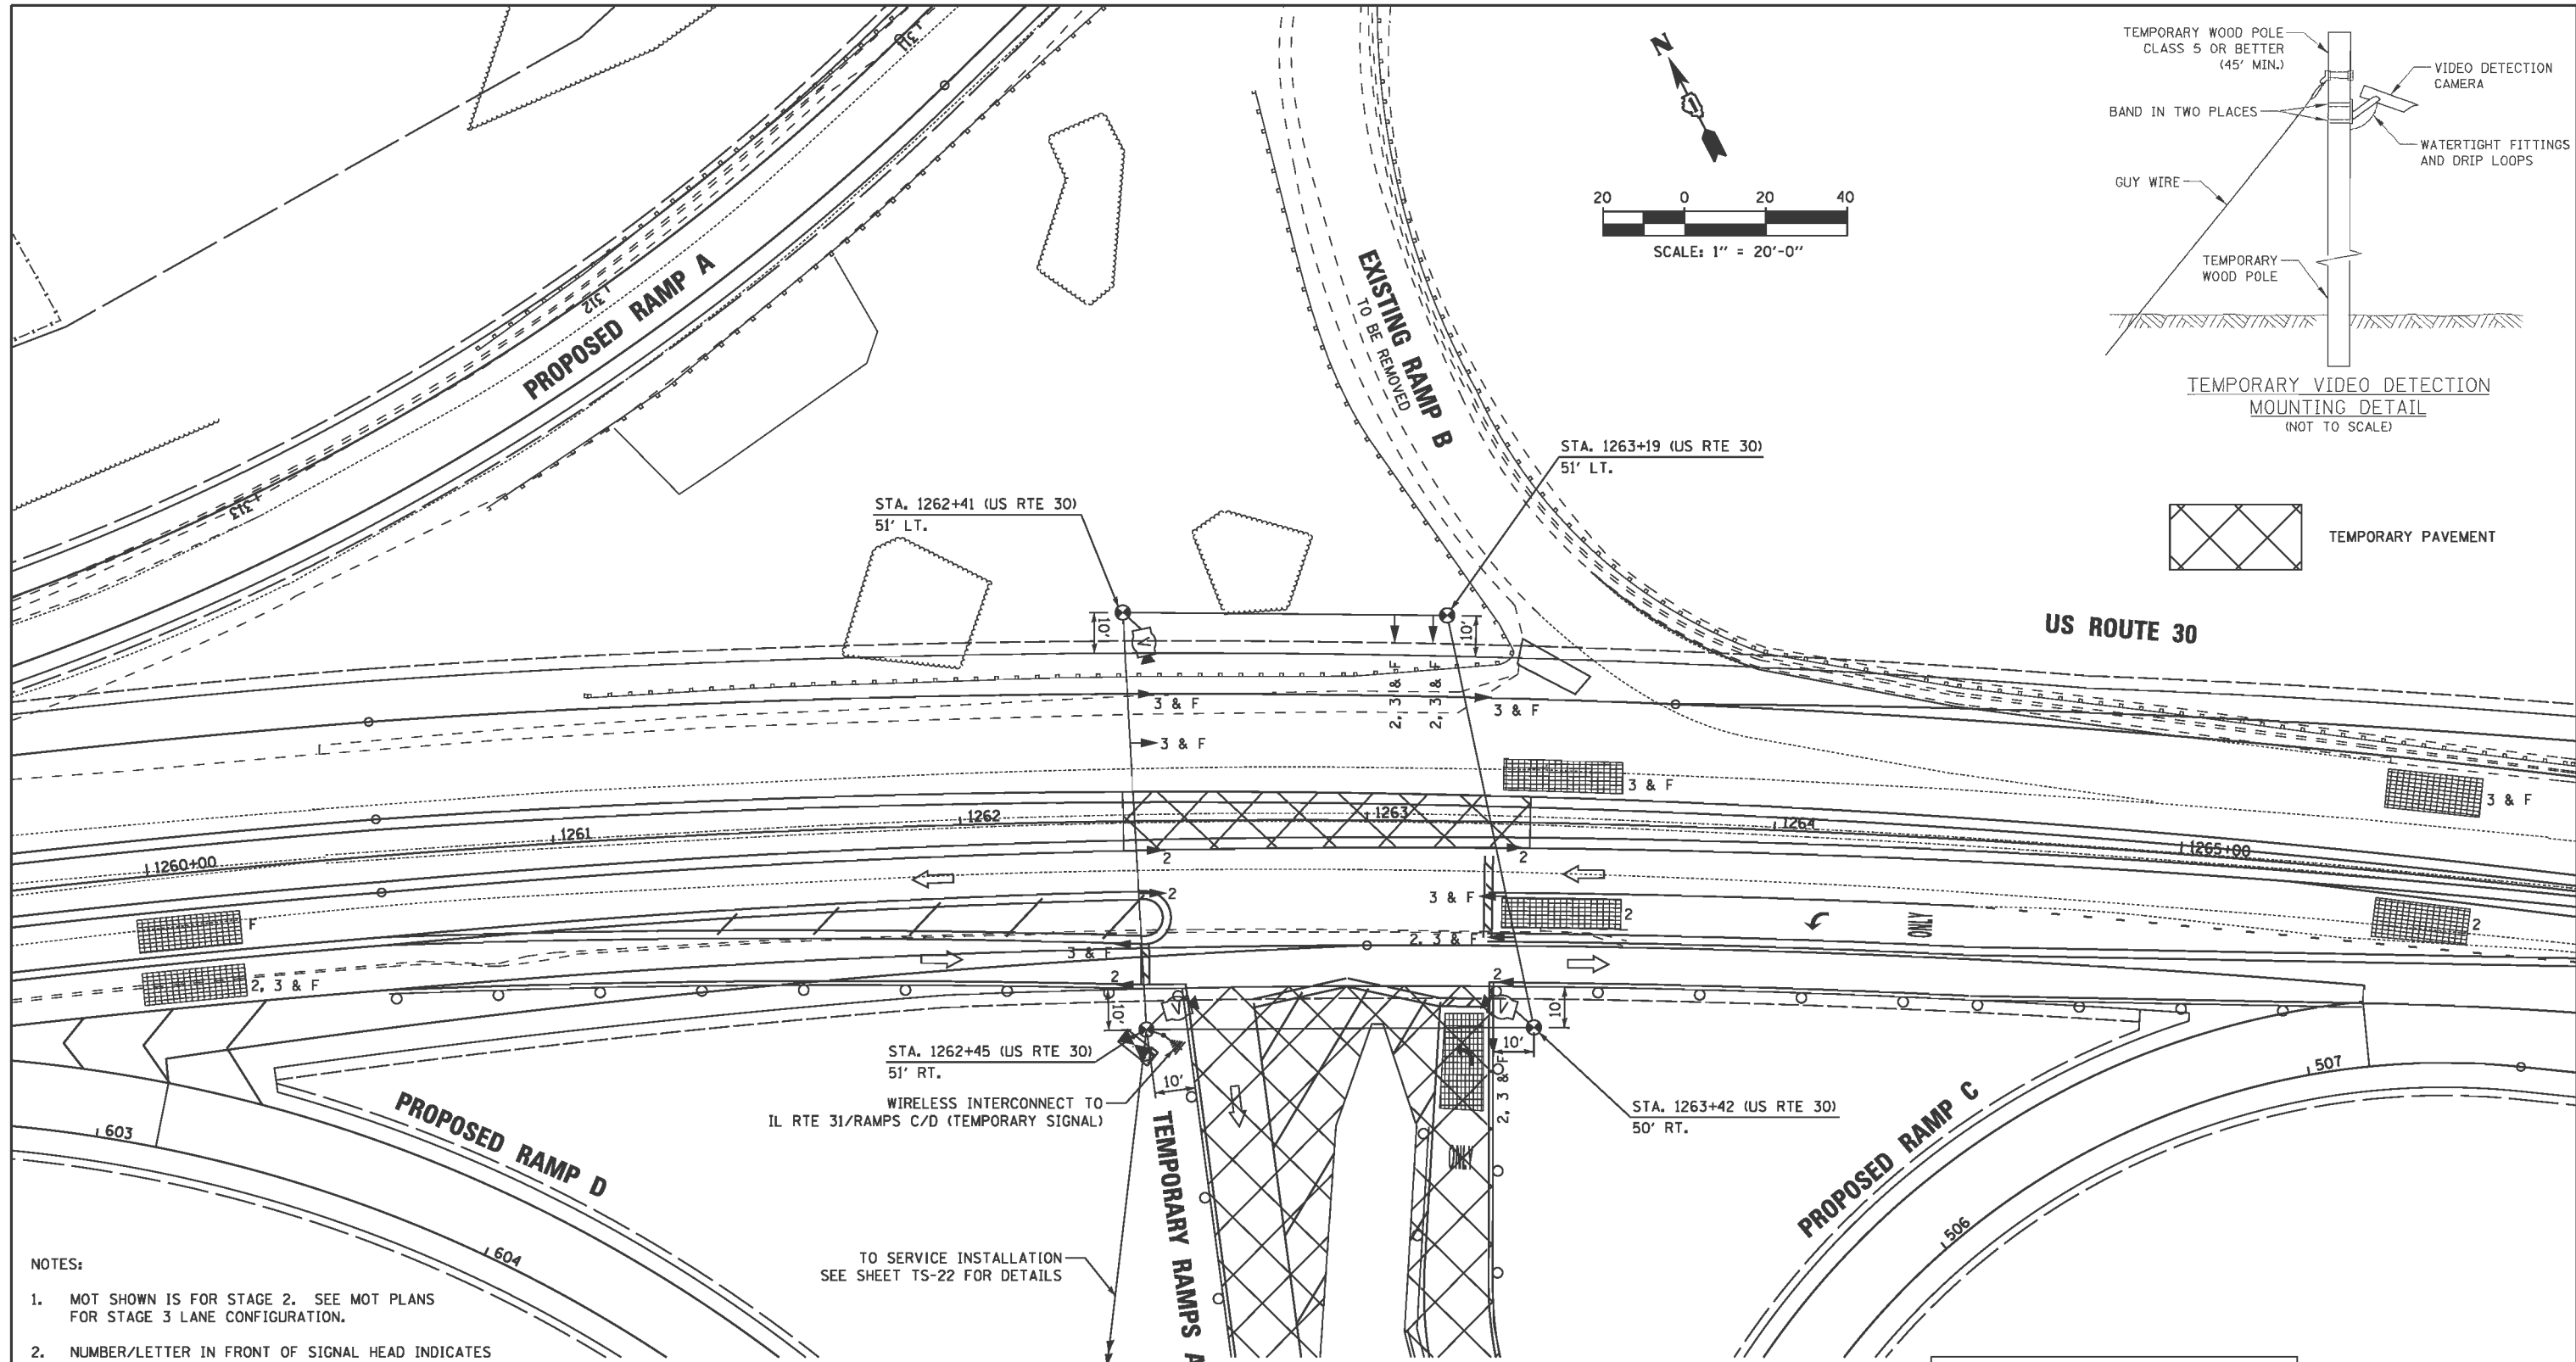 311
N
1
TEMPORARY WOOD POLE
CLASS 5 OR BETTER
(45' MIN.)
VIDEO DETECTION
CAMERA
BAND IN TWO PLACES
WATERTIGHT FITTINGS
AND DRIP LOOPS
GUY WIRE
TEMPORARY
WOOD POLE
TEMPORARY VIDEO DETECTION
MOUNTING DETAIL
(NOT TO SCALE)
20 0 20 40
SCALE: 1" = 20'-0"
PROPOSED RAMP A
312
313
EXISTING RAMP B
TO BE REMOVED
STA. 1263+19 (US RTE 30)
51' LT.
STA. 1262+41 (US RTE 30)
51' LT.
TEMPORARY PAVEMENT
US ROUTE 30
10'
V
10'
2, 3 & F
2, 3 & F
3 & F
3 & F
3 & F
3 & F
3 & F
1260+00
1261
1262
1263
1264
1265+00
2
2
2
3 & F
2
2
F
2, 3 & F
3 & F
2, 3 & F
ONLY
2
2
10'
V
V
10'
10'
10'
STA. 1262+45 (US RTE 30)
51' RT.
WIRELESS INTERCONNECT TO
IL RTE 31/RAMPS C/D (TEMPORARY SIGNAL)
2, 3 & F
STA. 1263+42 (US RTE 30)
50' RT.
ONLY
603
604
PROPOSED RAMP D
TEMPORARY RAMPS A
PROPOSED RAMP C
507
506
TO SERVICE INSTALLATION
SEE SHEET TS-22 FOR DETAILS
NOTES:
1. MOT SHOWN IS FOR STAGE 2. SEE MOT PLANS
FOR STAGE 3 LANE CONFIGURATION.
2. NUMBER/LETTER IN FRONT OF SIGNAL HEAD INDICATES